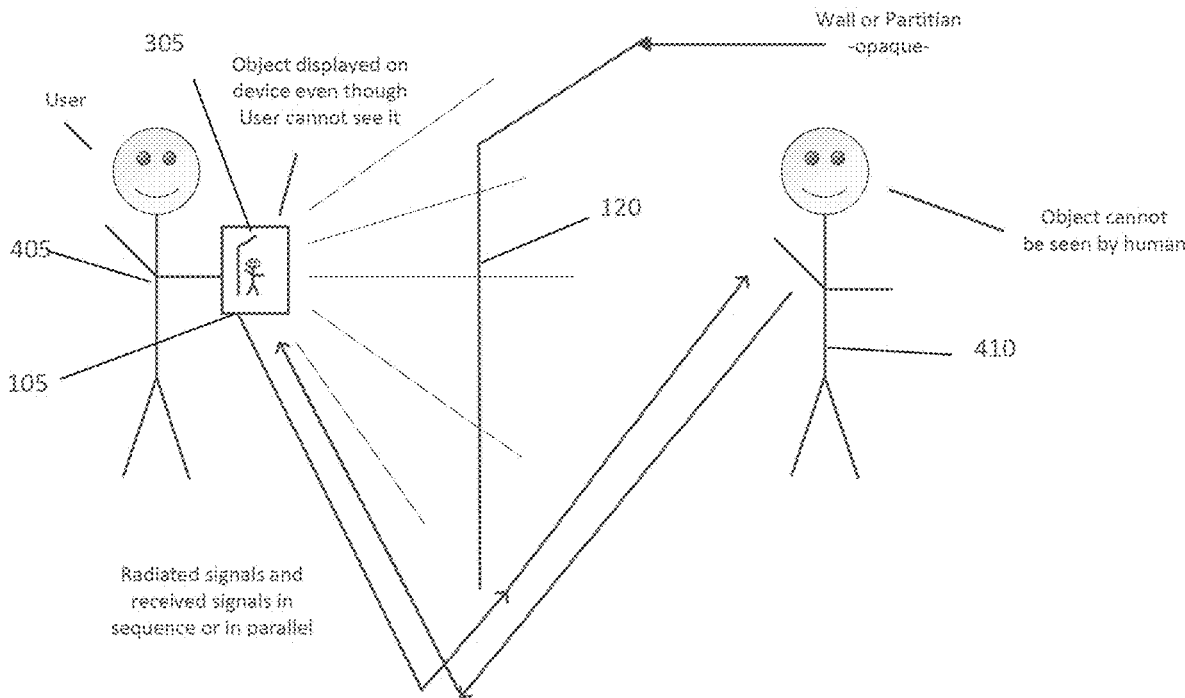 Wall or Partitian
-opaque-
305
Object displayed on
device even though
User cannot see it
User
120
Object cannot
be seen by human
405
410
105
Radiated signals and
received signals in
sequence or in parallel